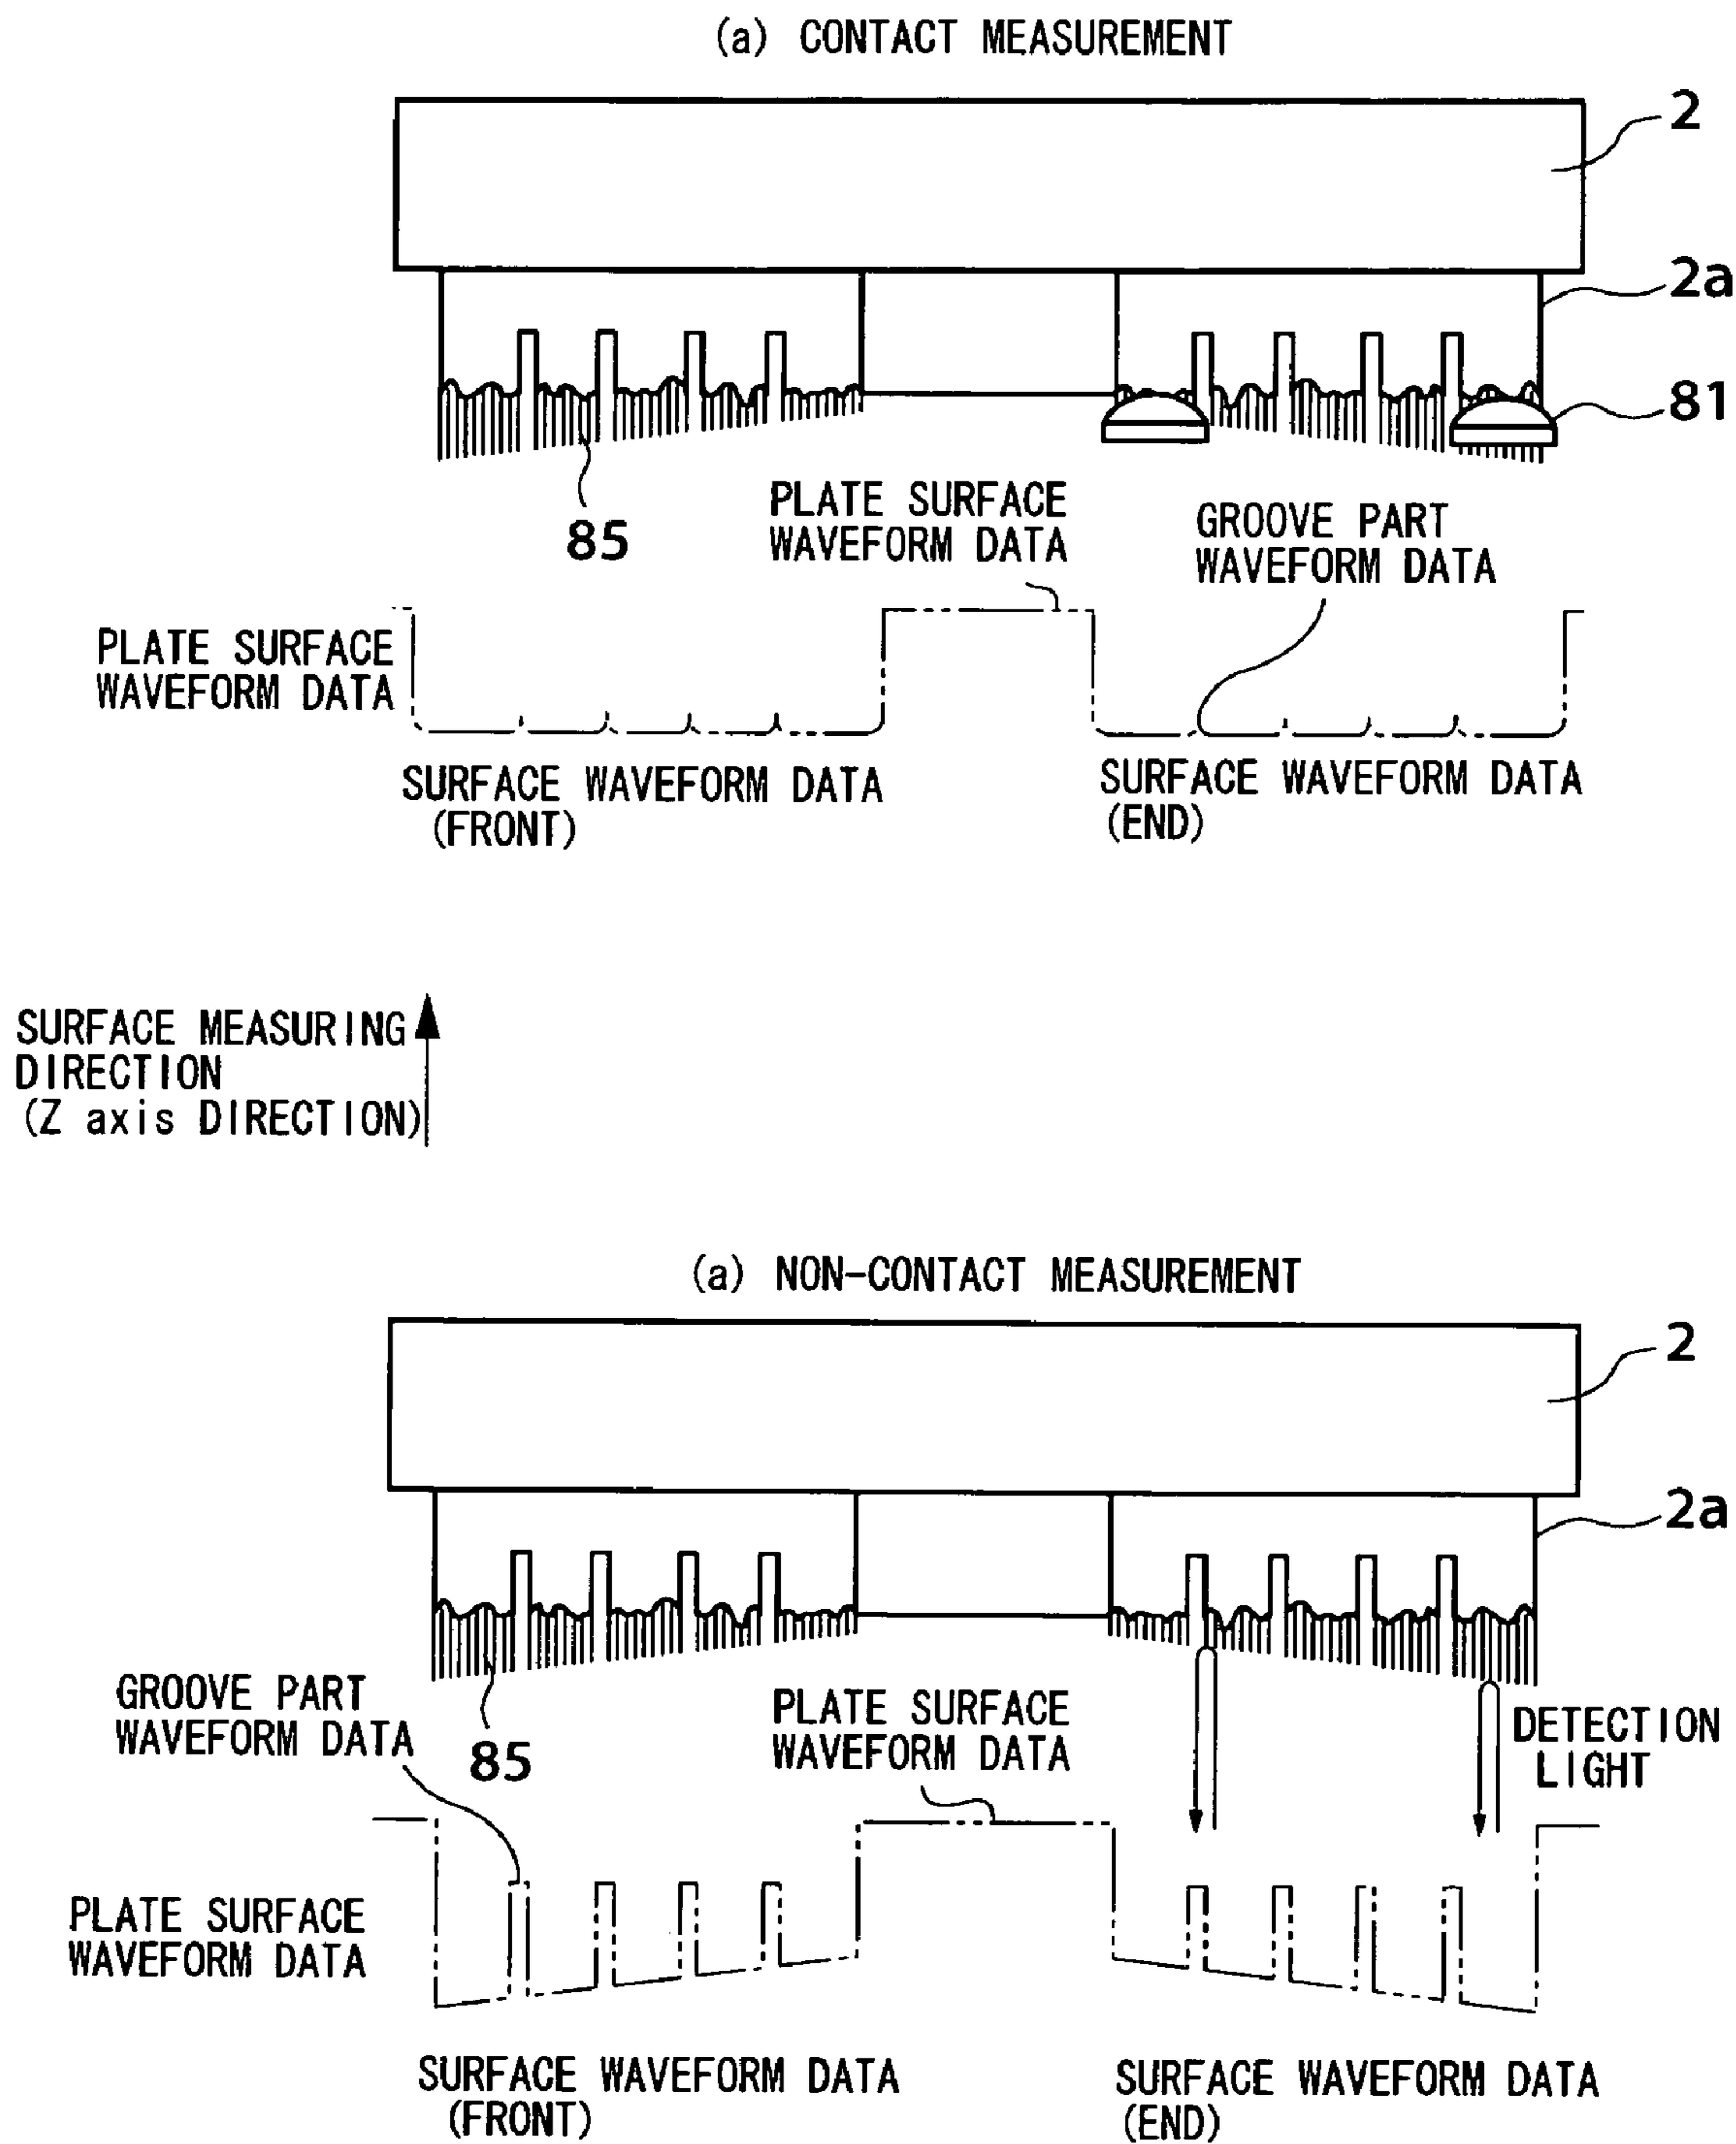 (a) CONTACT MEASUREMENT
2
2a
81
85
PLATE SURFACE
WAVEFORM DATA
GROOVE PART
WAVEFORM DATA
PLATE SURFACE
WAVEFORM DATA
SURFACE WAVEFORM DATA
(FRONT)
SURFACE WAVEFORM DATA
(END)
SURFACE MEASURING
DIRECTION
(Z axis DIRECTION)
(a) NON-CONTACT MEASUREMENT
2
2a
GROOVE PART
WAVEFORM DATA
85
PLATE SURFACE
WAVEFORM DATA
DETECTION
LIGHT
PLATE SURFACE
WAVEFORM DATA
SURFACE WAVEFORM DATA
(FRONT)
SURFACE WAVEFORM DATA
(END)